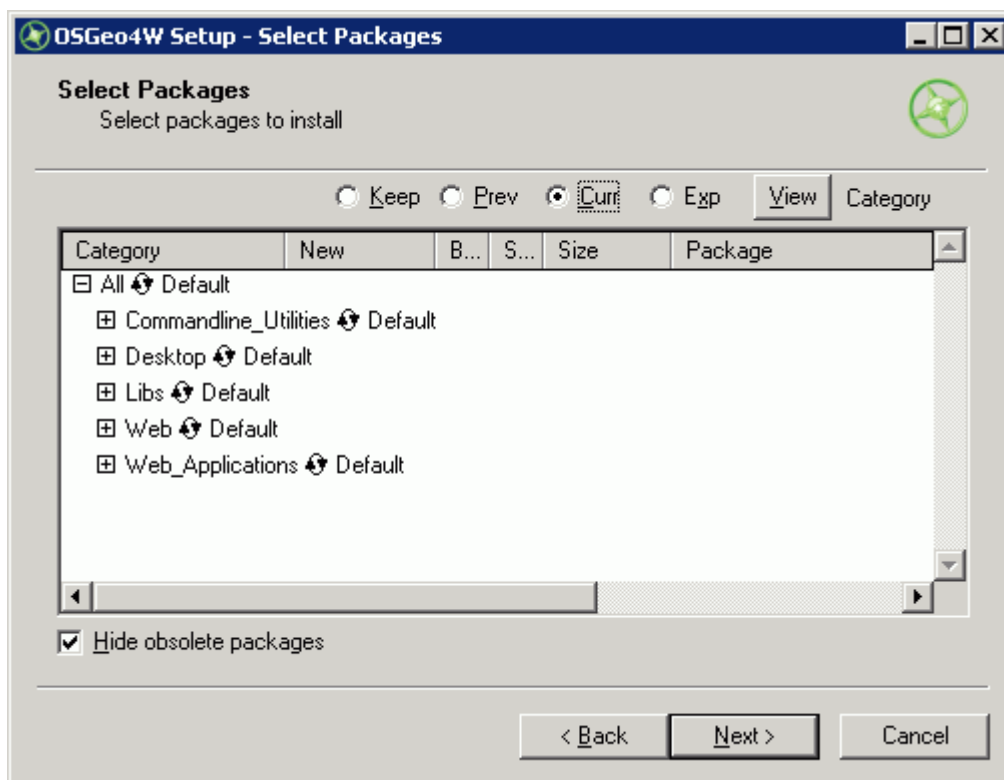 OSGeo4W Setup - Select Packages
Select Packages
Select packages to install
Keep Prev Curr Exp View Category
Category New B... S... Size Package
All Default
Commandline_Utilities Default
Desktop Default
Libs Default
Web Default
Web_Applications Default
Hide obsolete packages
< Back Next > Cancel